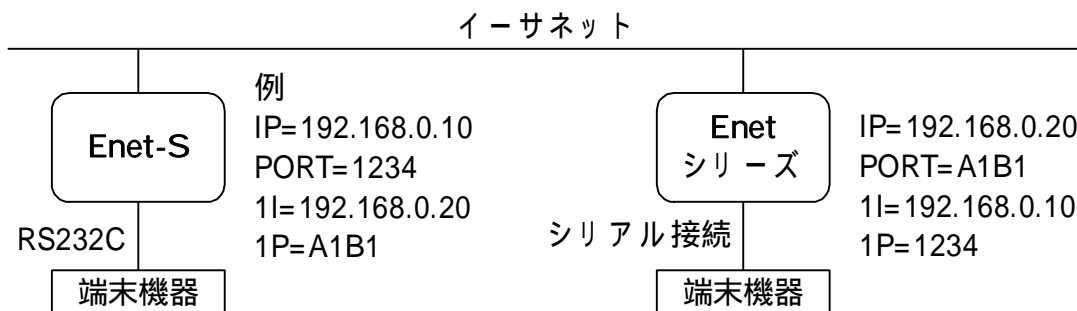 イーサネット
Enet-S
例
IP=192.168.0.10
PORT=1234
1I=192.168.0.20
1P=A1B1
RS232C
端末機器
Enet
シリーズ
IP=192.168.0.20
PORT=A1B1
1I=192.168.0.10
1P=1234
シリアル接続
端末機器